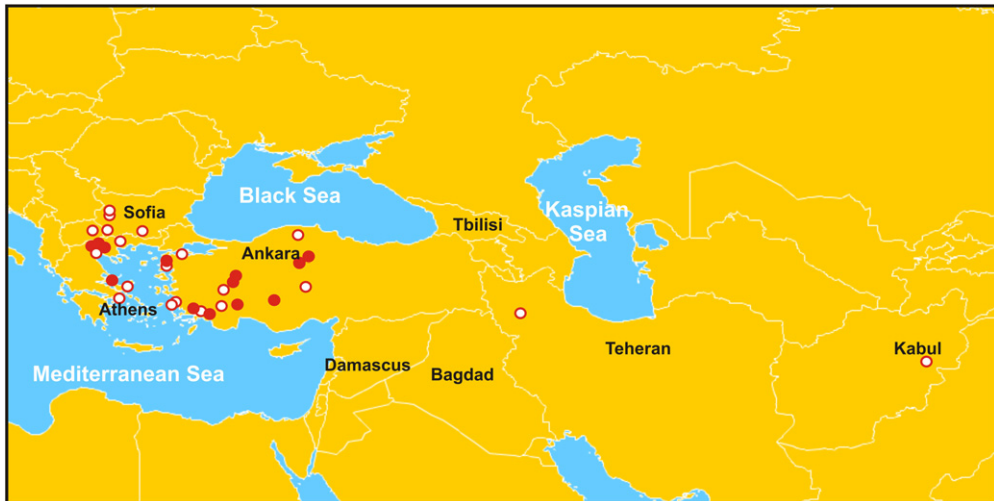 Black Sea
Sofia
Tbilisi
Kaspian
Sea
Ankara
Athens
Teheran
Kabul
Damascus
Bagdad
Mediterranean Sea